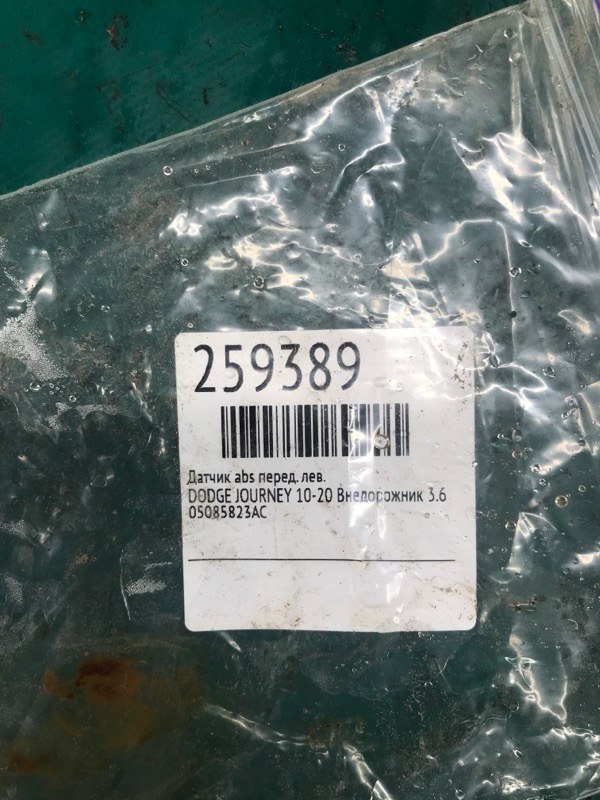 259389
Датчик abs перед. лев.
DODGE JOURNEY 10-20 Внедорожник 3.6
05085823AC